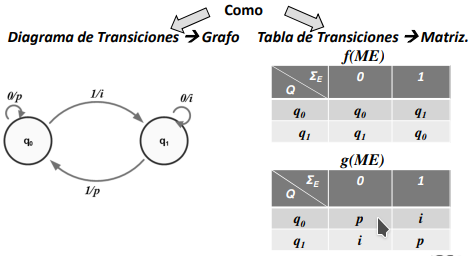 Como
Diagrama de Transiciones → Grafo
Tabla de Transiciones → Matriz.
0/p
1/i
0/i
q₀
q₁
1/p
f(ME)
Σ_E 0 1
Q
q₀ q₀ q₁
q₁ q₁ q₀
g(ME)
Σ_E 0 1
Q
q₀ p i
q₁ i p